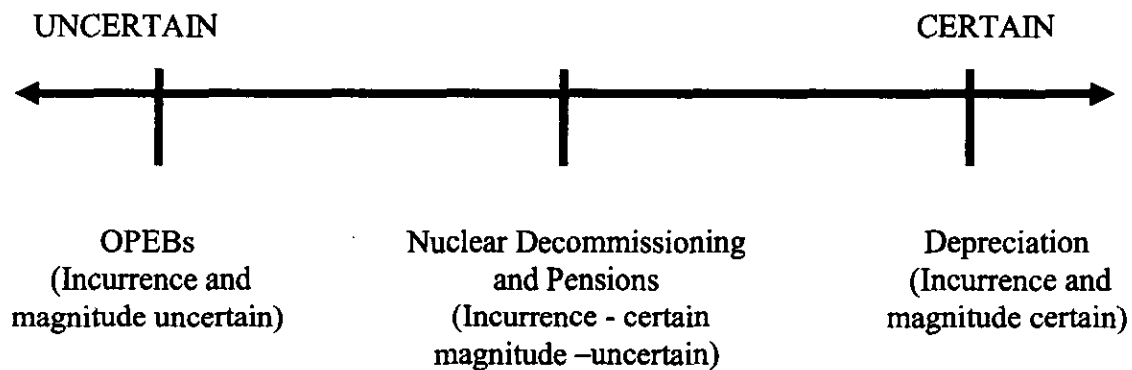 UNCERTAIN
CERTAIN
OPEBs
(Incurrence and
magnitude uncertain)
Nuclear Decommissioning
and Pensions
(Incurrence - certain
magnitude –uncertain)
Depreciation
(Incurrence and
magnitude certain)